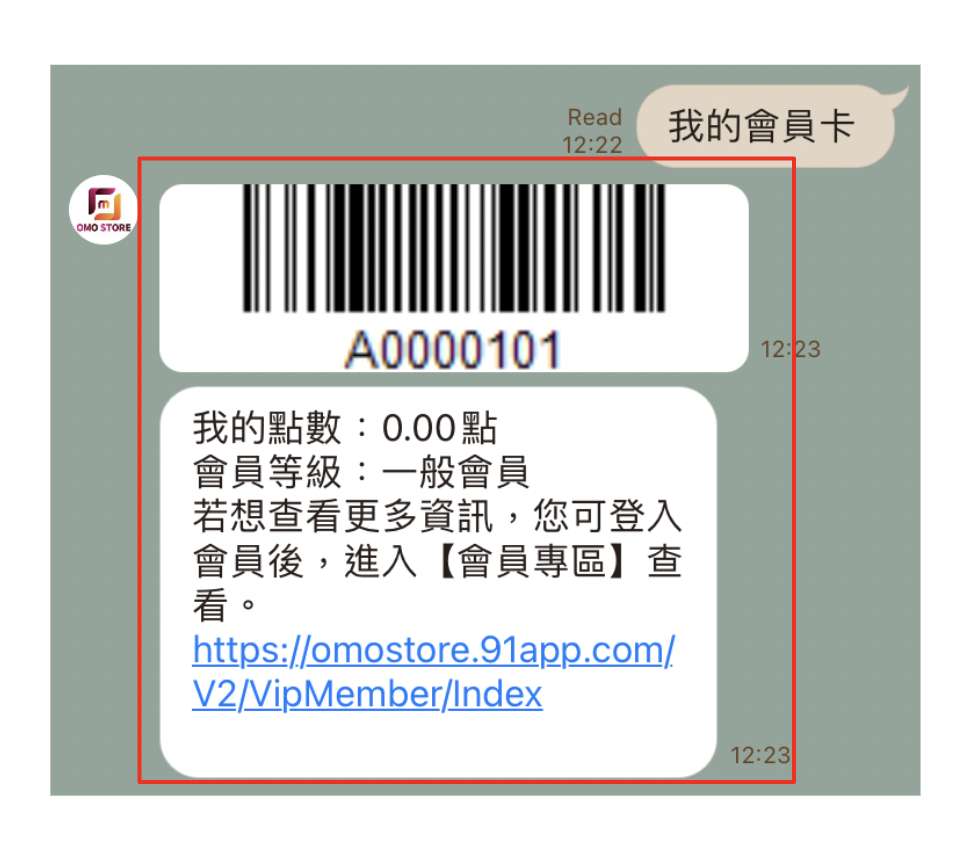 Read
12:22
我的會員卡
OMO STORE
A0000101
12:23
我的點數：0.00點
會員等級：一般會員
若想查看更多資訊，您可登入
會員後，進入【會員專區】查
看。
https://omostore.91app.com/
V2/VipMember/Index
12:23